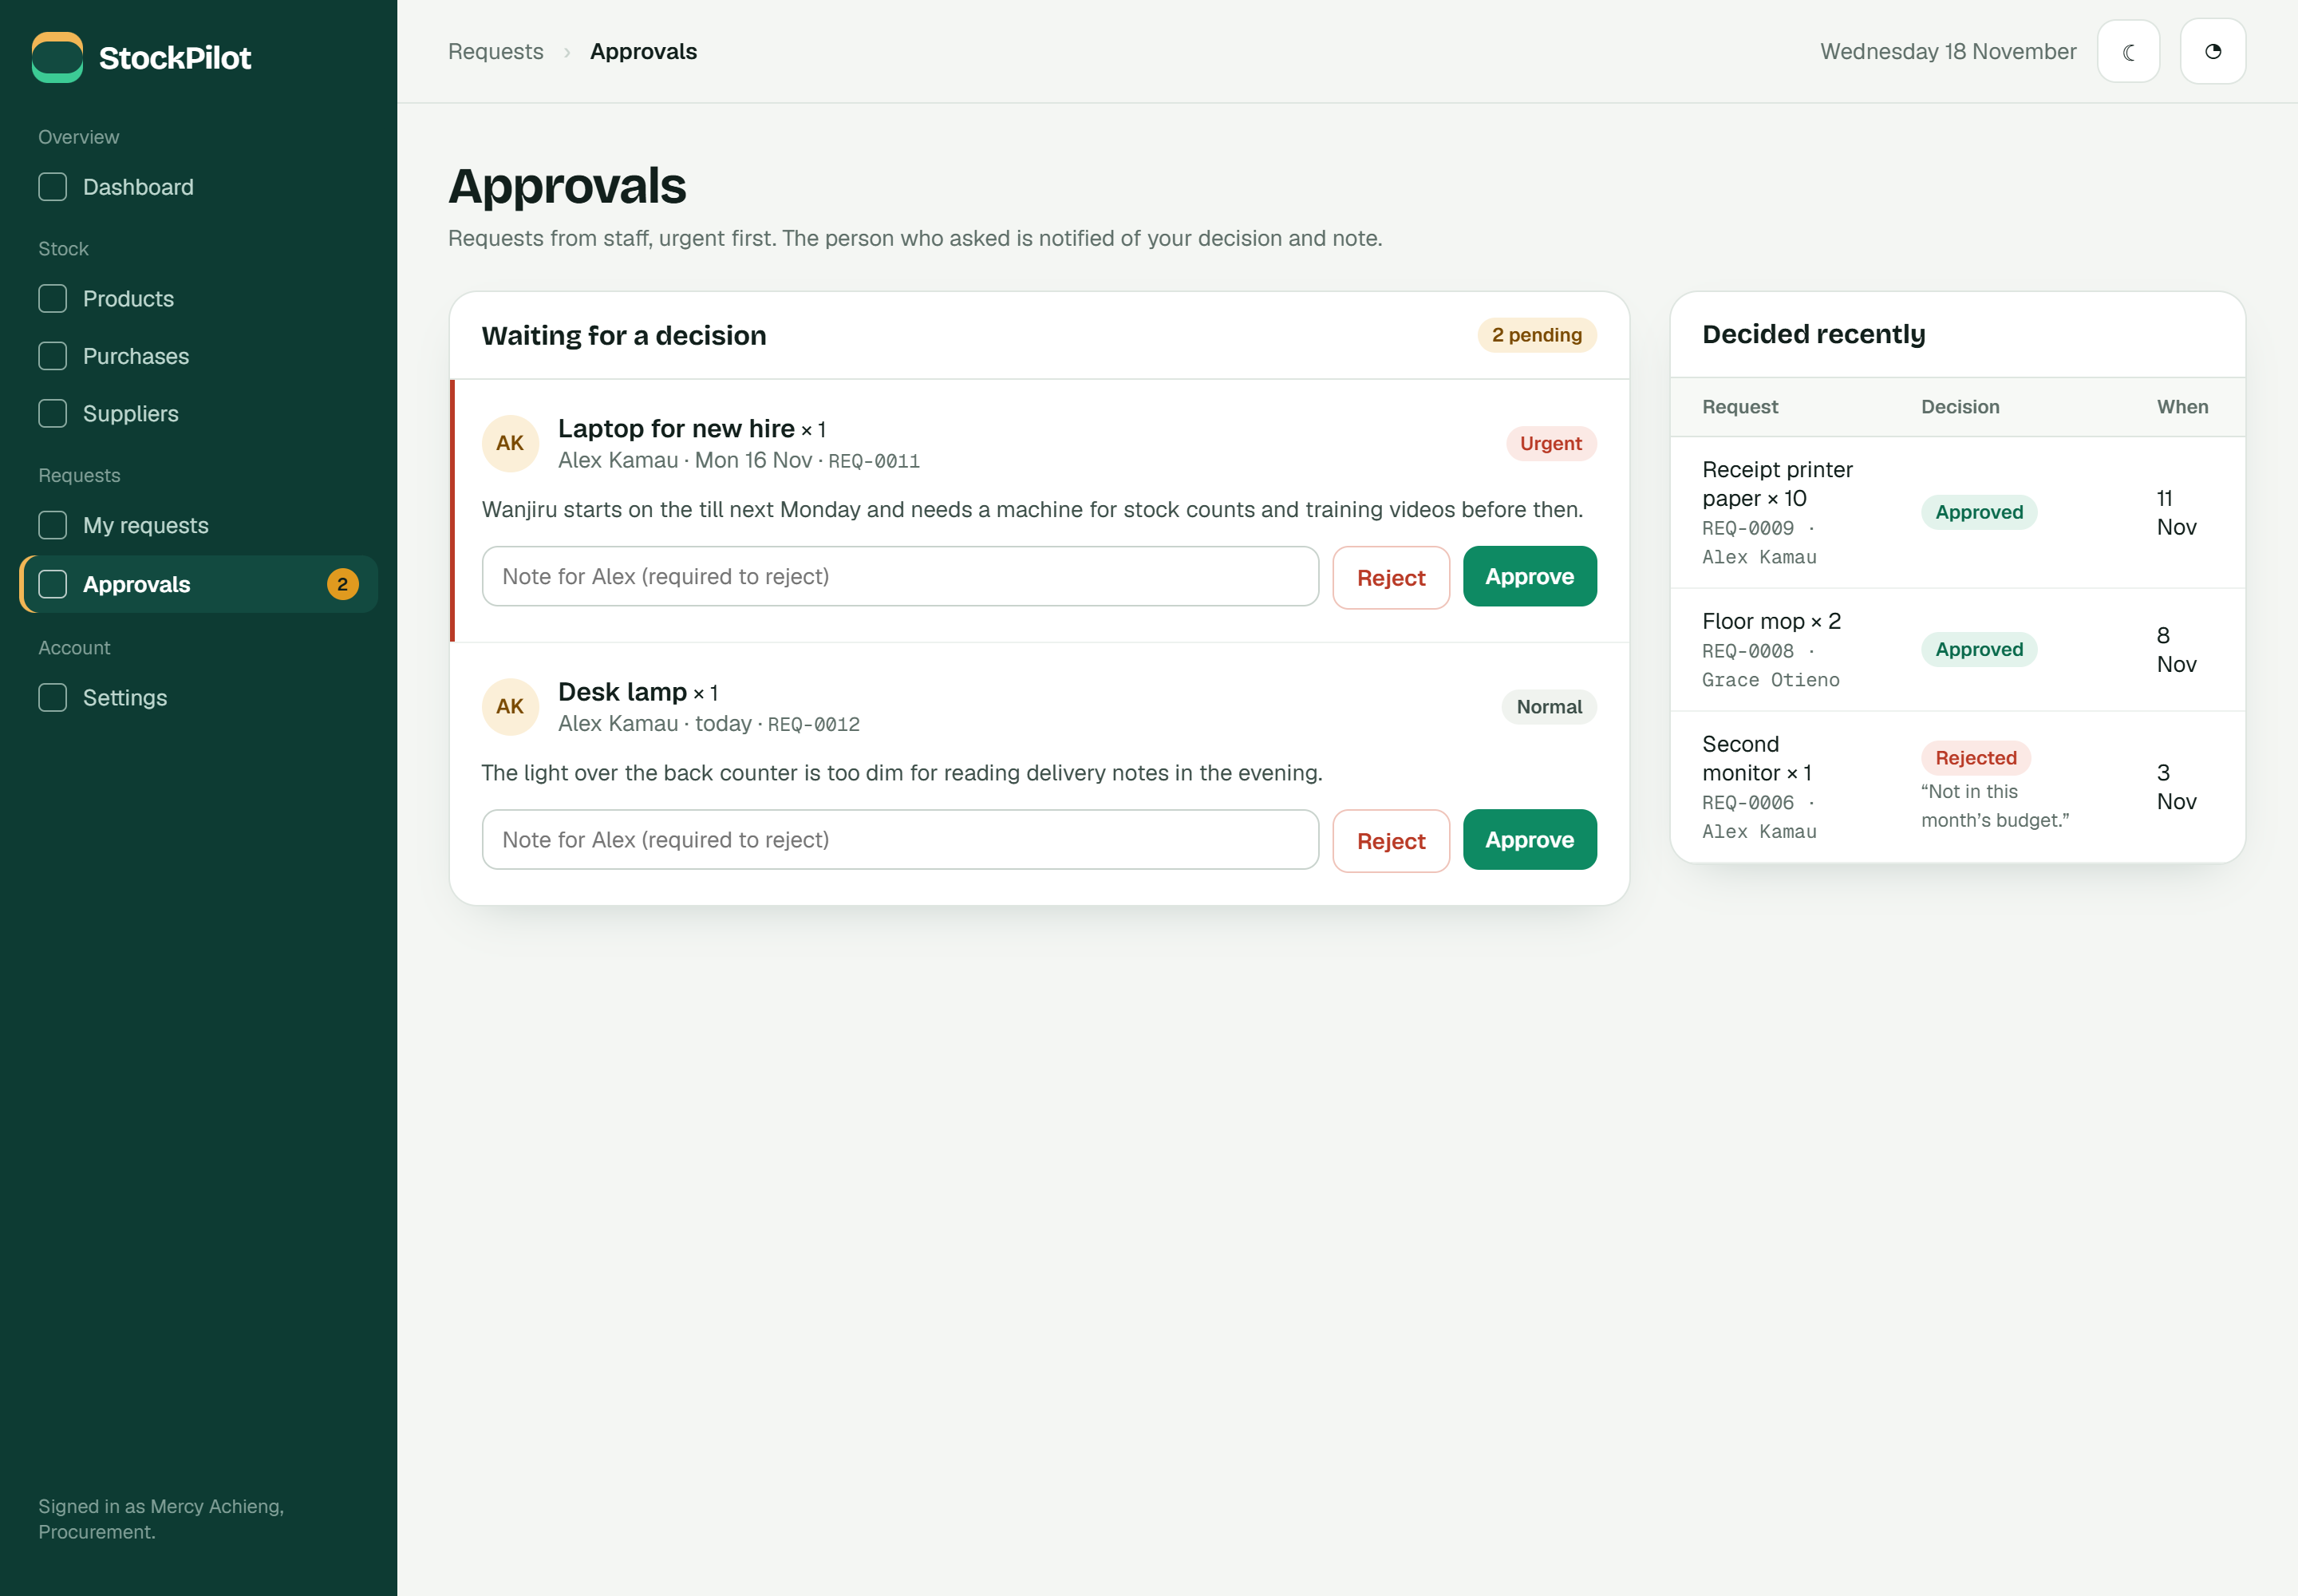 StockPilot
Overview
Dashboard
Stock
Products
Purchases
Suppliers
Requests
My requests
Approvals 2
Account
Settings
Signed in as Mercy Achieng,
Procurement.
Requests › Approvals
Wednesday 18 November
Approvals
Requests from staff, urgent first. The person who asked is notified of your decision and note.
Waiting for a decision
2 pending
AK
Laptop for new hire × 1
Alex Kamau · Mon 16 Nov · REQ-0011
Urgent
Wanjiru starts on the till next Monday and needs a machine for stock counts and training videos before then.
Note for Alex (required to reject)
Reject
Approve
AK
Desk lamp × 1
Alex Kamau · today · REQ-0012
Normal
The light over the back counter is too dim for reading delivery notes in the evening.
Note for Alex (required to reject)
Reject
Approve
Decided recently
Request Decision When
Receipt printer
paper × 10
REQ-0009 ·
Alex Kamau
Approved
11
Nov
Floor mop × 2
REQ-0008 ·
Grace Otieno
Approved
8
Nov
Second
monitor × 1
REQ-0006 ·
Alex Kamau
Rejected
“Not in this
month’s budget.”
3
Nov